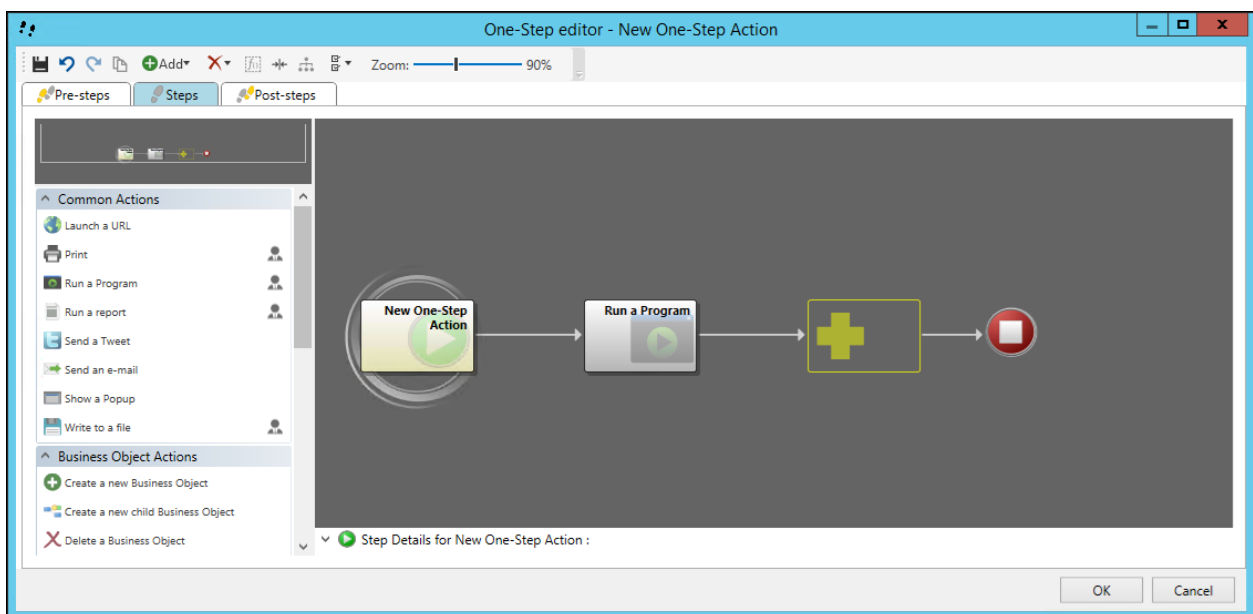 One-Step editor - New One-Step Action
Add
Zoom:
90%
Pre-steps
Steps
Post-steps
Common Actions
Launch a URL
Print
Run a Program
Run a report
Send a Tweet
Send an e-mail
Show a Popup
Write to a file
Business Object Actions
Create a new Business Object
Create a new child Business Object
Delete a Business Object
New One-Step
Action
Run a Program
Step Details for New One-Step Action :
OK
Cancel